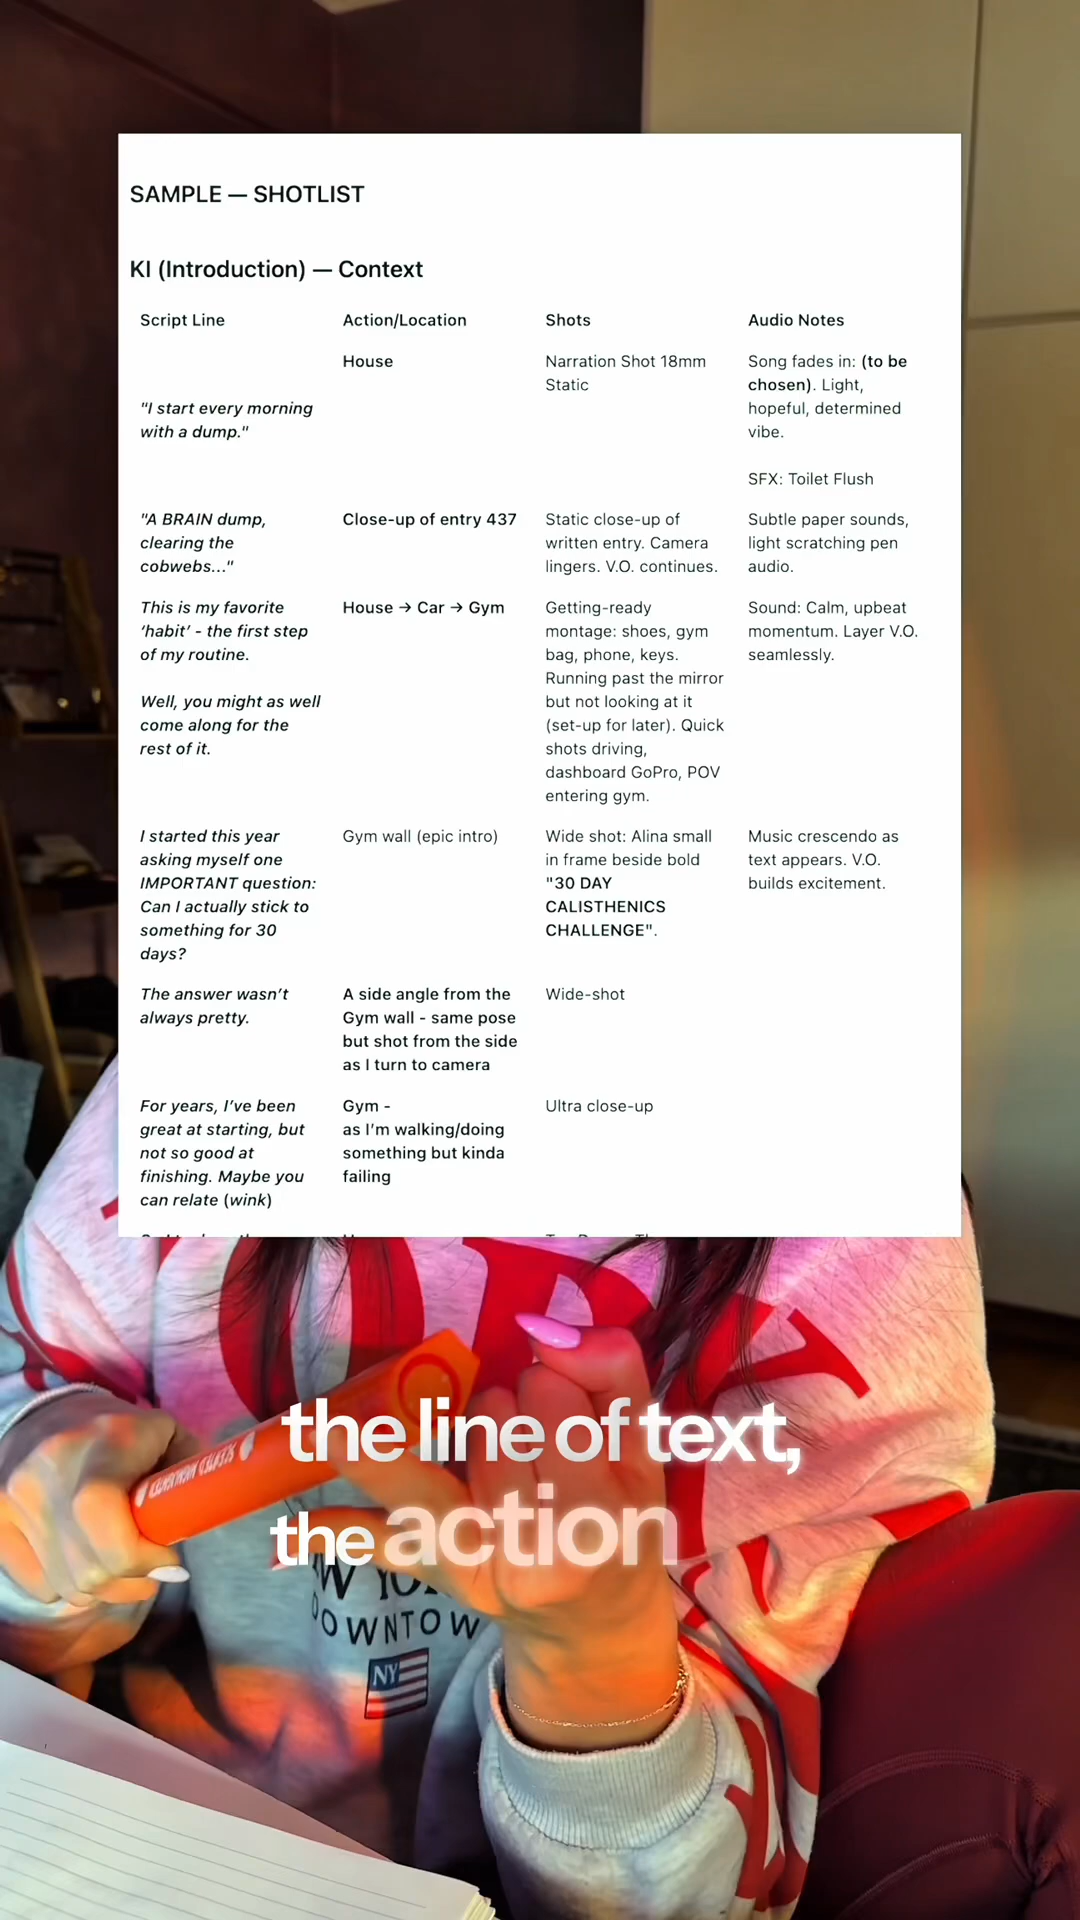 SAMPLE — SHOTLIST
KI (Introduction) — Context
Script Line
Action/Location
Shots
Audio Notes
"I start every morning
with a dump."
House
Narration Shot 18mm
Static
Song fades in: (to be
chosen). Light,
hopeful, determined
vibe.
SFX: Toilet Flush
"A BRAIN dump,
clearing the
cobwebs..."
Close-up of entry 437
Static close-up of
written entry. Camera
lingers. V.O. continues.
Subtle paper sounds,
light scratching pen
audio.
This is my favorite
‘habit’ - the first step
of my routine.
Well, you might as well
come along for the
rest of it.
House → Car → Gym
Getting-ready
montage: shoes, gym
bag, phone, keys.
Running past the mirror
but not looking at it
(set-up for later). Quick
shots driving,
dashboard GoPro, POV
entering gym.
Sound: Calm, upbeat
momentum. Layer V.O.
seamlessly.
I started this year
asking myself one
IMPORTANT question:
Can I actually stick to
something for 30
days?
Gym wall (epic intro)
Wide shot: Alina small
in frame beside bold
"30 DAY
CALISTHENICS
CHALLENGE".
Music crescendo as
text appears. V.O.
builds excitement.
The answer wasn’t
always pretty.
A side angle from the
Gym wall - same pose
but shot from the side
as I turn to camera
Wide-shot
For years, I’ve been
great at starting, but
not so good at
finishing. Maybe you
can relate (wink)
Gym -
as I’m walking/doing
something but kinda
failing
Ultra close-up
the line of text,
the action
DOWNTOW
NY